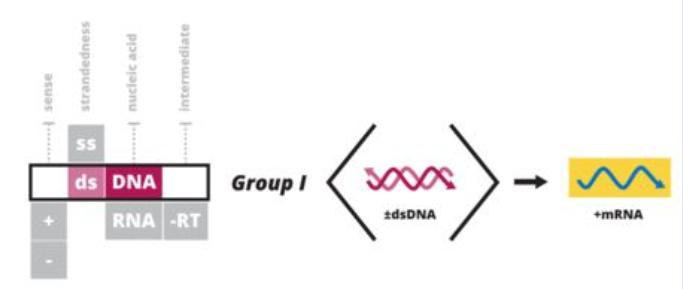 sense
strandedness
nucleic acid
intermediate
ss
ds DNA
Group I
±dsDNA
+mRNA
+ RNA -RT
-